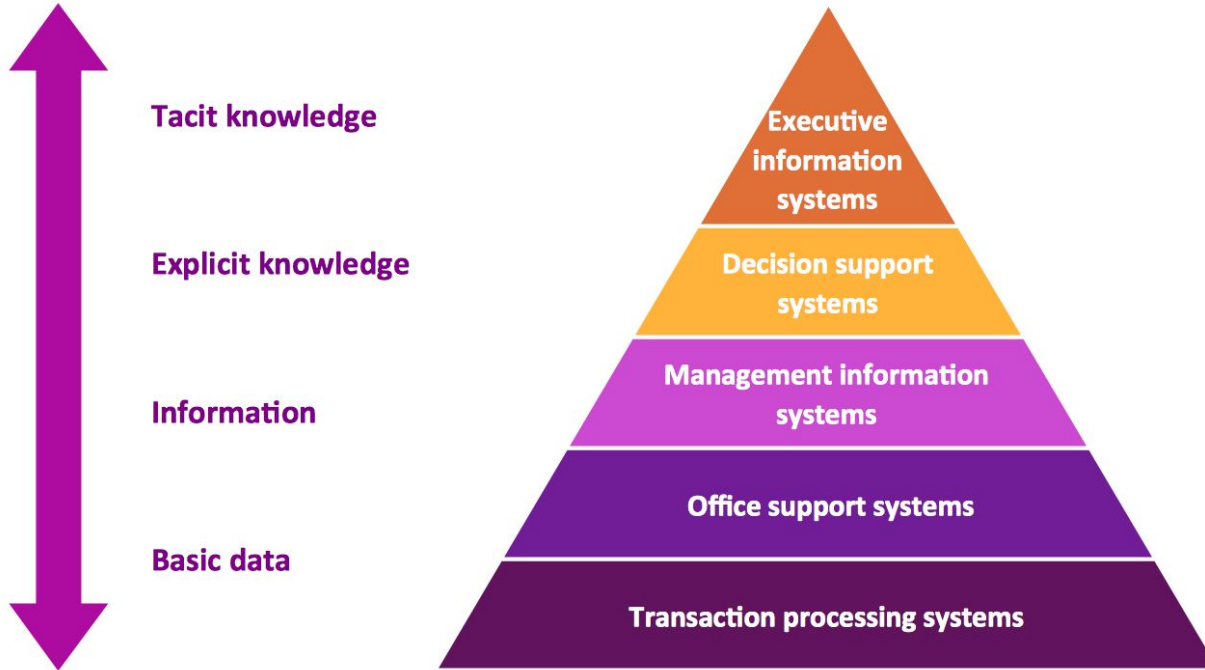 Tacit knowledge
Explicit knowledge
Information
Basic data
Executive
information
systems
Decision support
systems
Management information
systems
Office support systems
Transaction processing systems